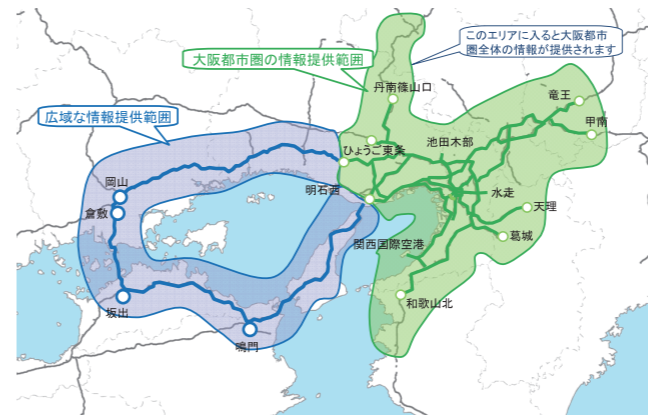 このエリアに入ると大阪都市
圏全体の情報が提供されます
大阪都市圏の情報提供範囲
丹南篠山口
竜王
広域な情報提供範囲
甲南
池田木部
ひょうご東条
岡山
明石西
水走
天理
倉敷
関西国際空港
葛城
坂出
和歌山北
鳴門